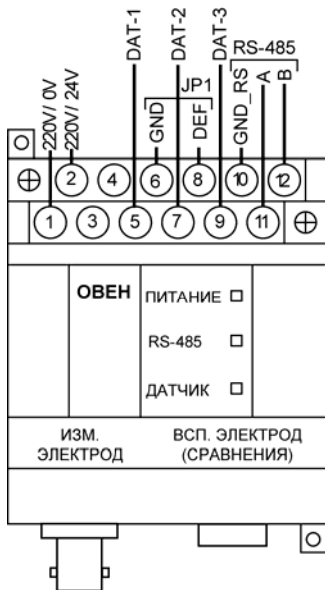 DAT-1
DAT-2
DAT-3
RS-485
JP1
220V/ 0V
220V/ 24V
GND
DEF
GND_RS
A
B
2
4
6
8
10
12
1
3
5
7
9
11
ОВЕН
ПИТАНИЕ
RS-485
ДАТЧИК
ИЗМ.
ЭЛЕКТРОД
ВСП. ЭЛЕКТРОД
(СРАВНЕНИЯ)